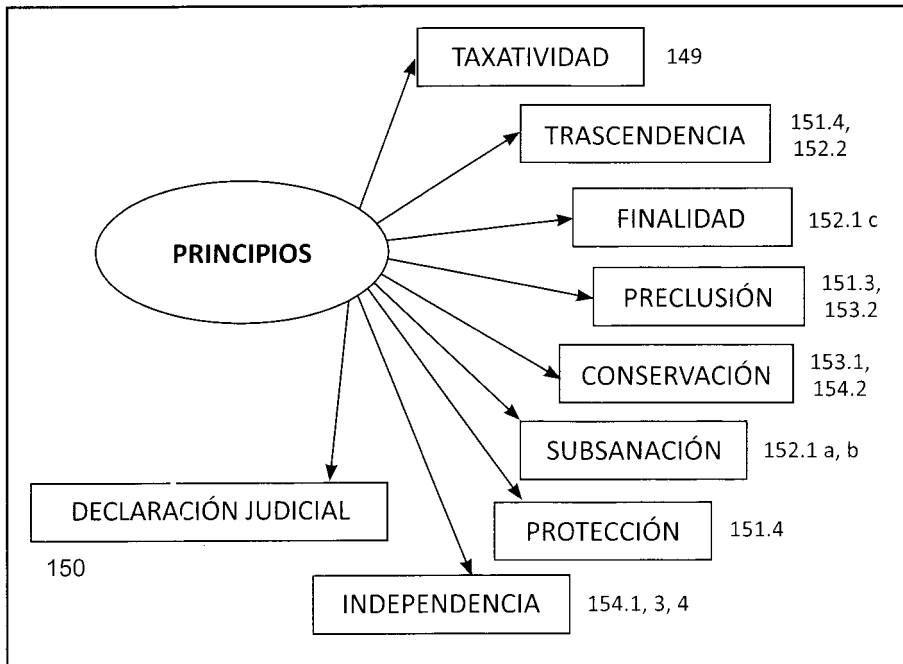 TAXATIVIDAD 149
TRASCENDENCIA 151.4,
152.2
FINALIDAD 152.1 c
PRINCIPIOS
PRECLUSIÓN 151.3,
153.2
CONSERVACIÓN 153.1,
154.2
SUBSANACIÓN 152.1 a, b
DECLARACIÓN JUDICIAL
150
PROTECCIÓN 151.4
INDEPENDENCIA 154.1, 3, 4